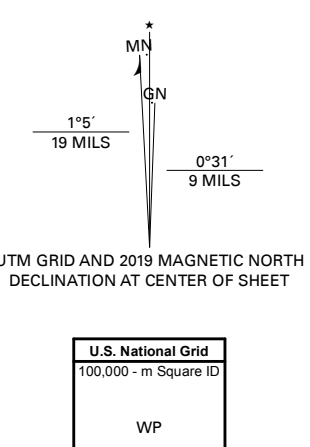 MN
GN
1°5´
19 MILS
0°31´
9 MILS
UTM GRID AND 2019 MAGNETIC NORTH
DECLINATION AT CENTER OF SHEET
U.S. National Grid
100,000 - m Square ID
WP